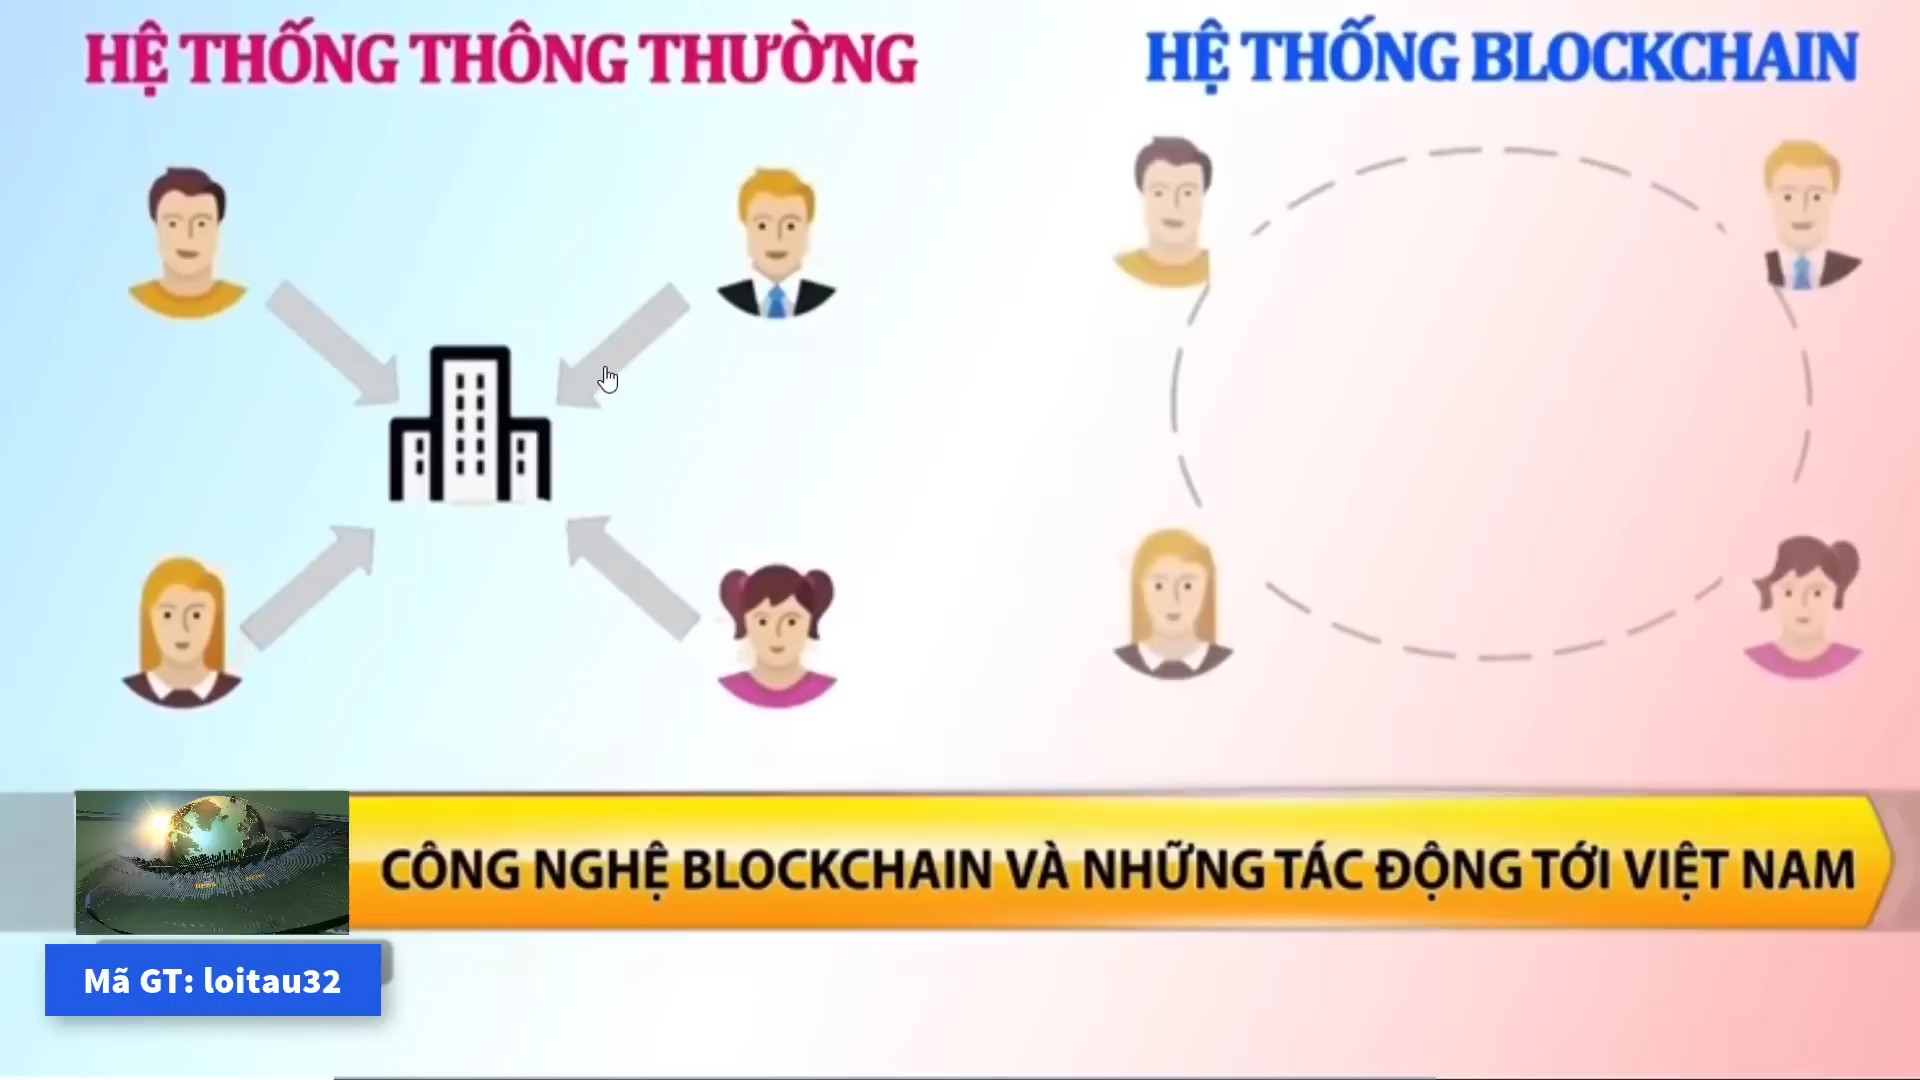 HỆ THỐNG THÔNG THƯỜNG
HỆ THỐNG BLOCKCHAIN
CÔNG NGHỆ BLOCKCHAIN VÀ NHỮNG TÁC ĐỘNG TỚI VIỆT NAM
Mã GT: loitau32